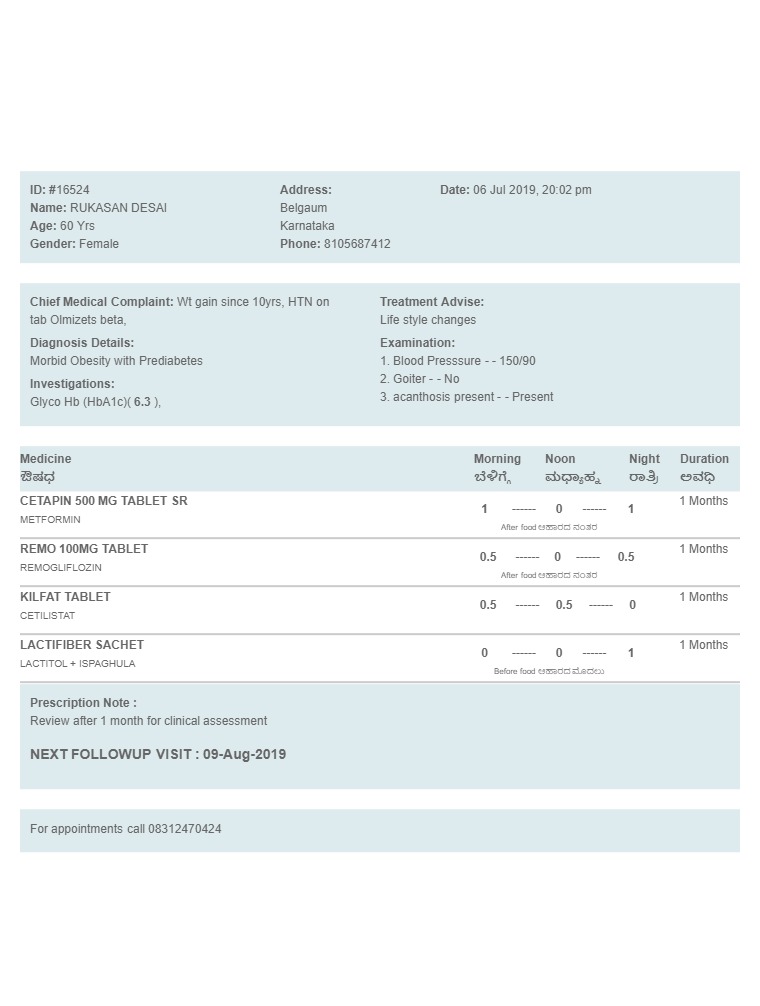 ID: #16524
Name: RUKASAN DESAI
Age: 60 Yrs
Gender: Female
Address:
Belgaum
Karnataka
Phone: 8105687412
Date: 06 Jul 2019, 20:02 pm
Chief Medical Complaint: Wt gain since 10yrs, HTN on
tab Olmizets beta,
Diagnosis Details:
Morbid Obesity with Prediabetes
Investigations:
Glyco Hb (HbA1c)( 6.3 ),
Treatment Advise:
Life style changes
Examination:
1. Blood Presssure - - 150/90
2. Goiter - - No
3. acanthosis present - - Present
Medicine Morning Noon Night Duration
ಔಷಧ ಬೆಳಿಗ್ಗೆ ಮಧ್ಯಾಹ್ನ ರಾತ್ರಿ ಅವಧಿ
CETAPIN 500 MG TABLET SR 1 ------ 0 ------ 1 1 Months
METFORMIN After food ಆಹಾರದ ನಂತರ
REMO 100MG TABLET 0.5 ------ 0 ------ 0.5 1 Months
REMOGLIFLOZIN After food ಆಹಾರದ ನಂತರ
KILFAT TABLET 0.5 ------ 0.5 ------ 0 1 Months
CETILISTAT
LACTIFIBER SACHET 0 ------ 0 ------ 1 1 Months
LACTITOL + ISPAGHULA Before food ಆಹಾರದ ಮೊದಲು
Prescription Note :
Review after 1 month for clinical assessment
NEXT FOLLOWUP VISIT : 09-Aug-2019
For appointments call 08312470424